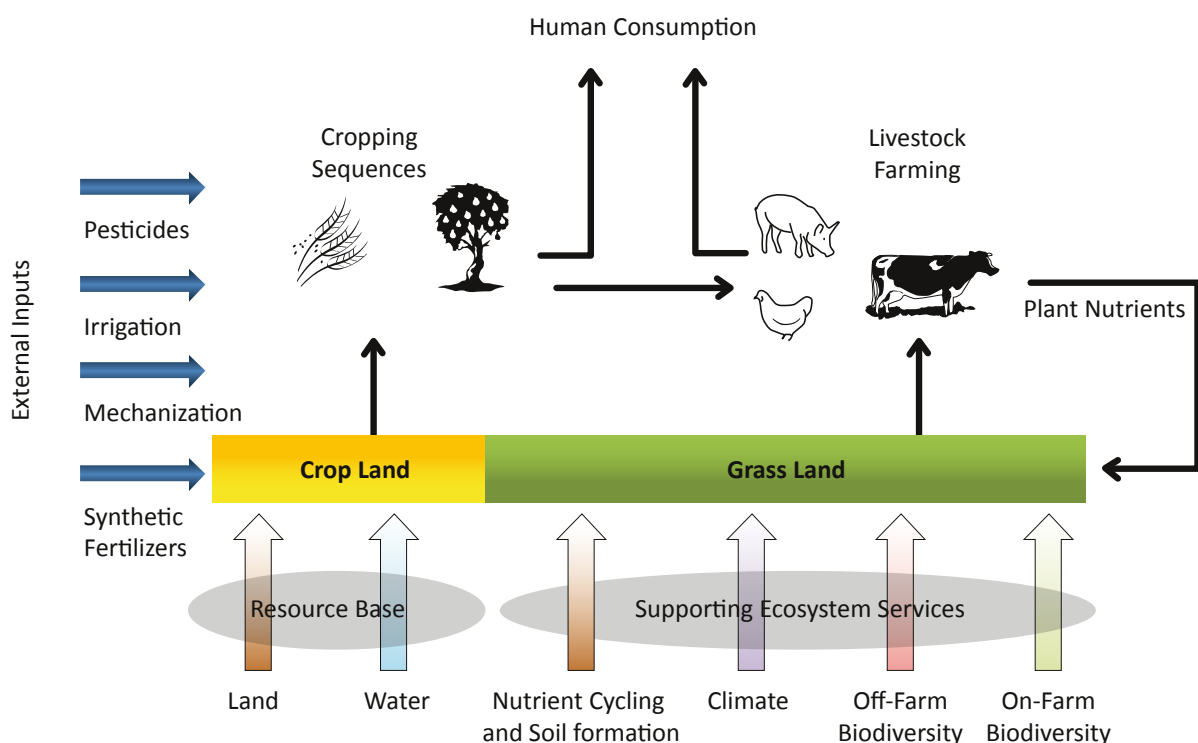 Human Consumption
Cropping
Sequences
Livestock
Farming
External Inputs
Pesticides
Irrigation
Plant Nutrients
Mechanization
Crop Land
Grass Land
Synthetic
Fertilizers
Resource Base
Supporting Ecosystem Services
Land
Water
Nutrient Cycling
and Soil formation
Climate
Off-Farm
Biodiversity
On-Farm
Biodiversity